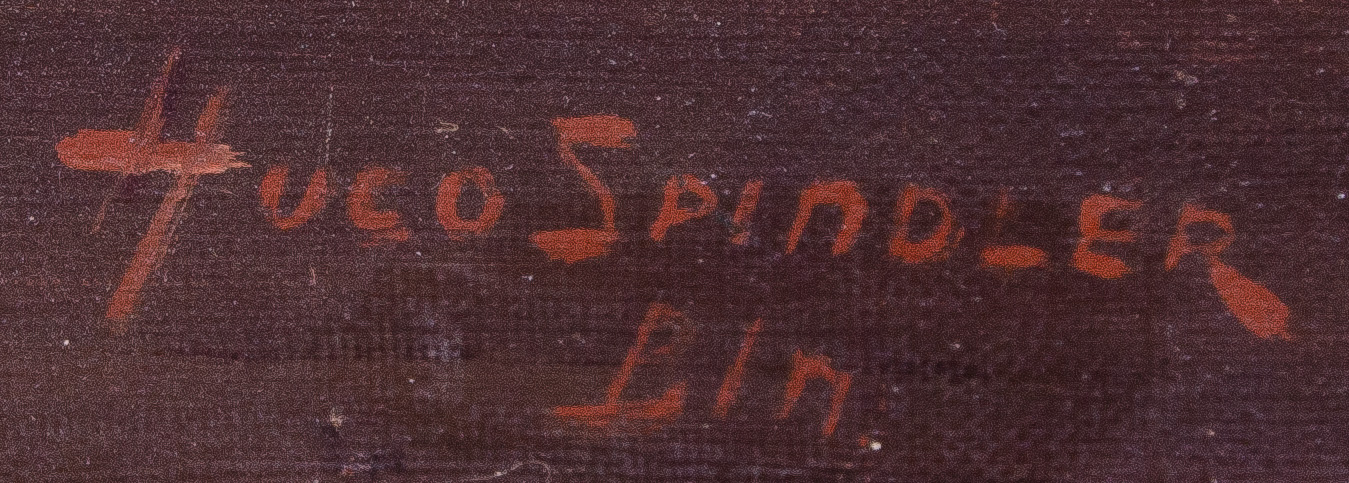 HUGO SPINDLER
Bln.